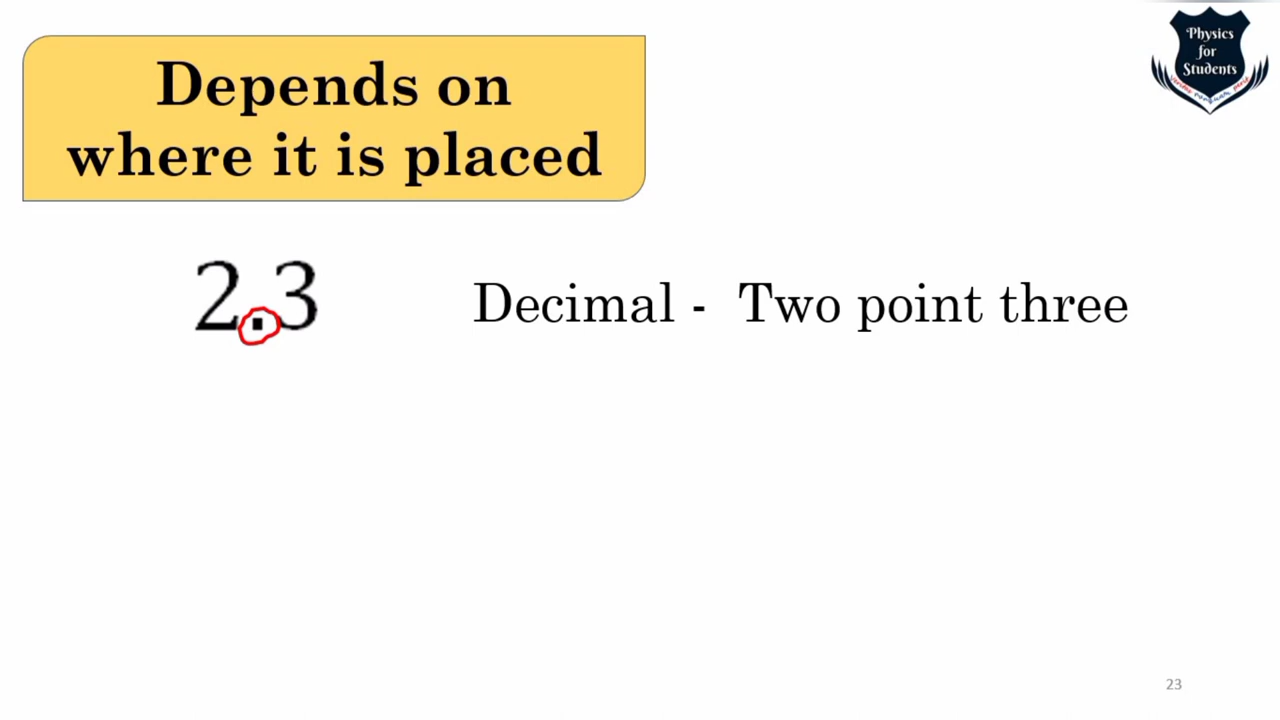 Physics
for
Students
Depends on
where it is placed
2.3
Decimal - Two point three
23